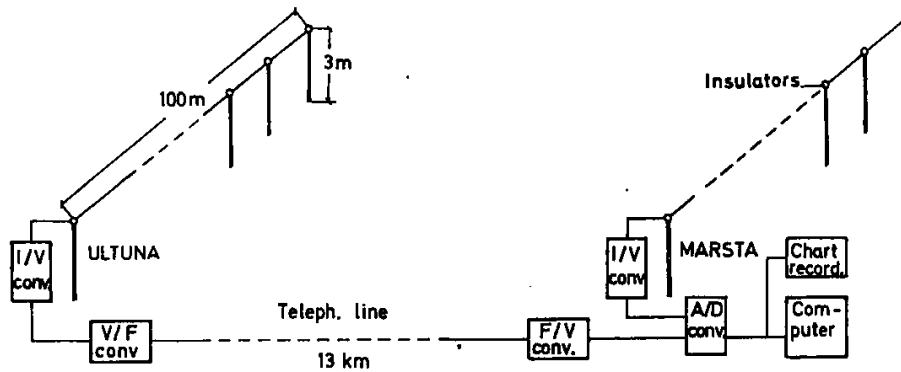 3m
100m
Insulators
I/V
conv.
ULTUNA
I/V
conv
MARSTA
Chart
record.
V/F
conv
Teleph. line
13 km
F/V
conv.
A/D
conv.
Com-
puter